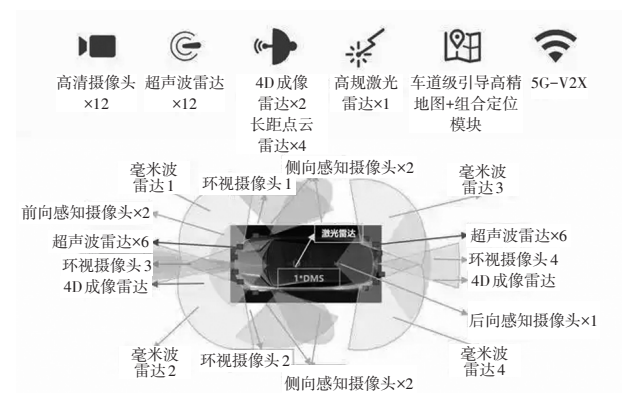 高清摄像头
×12
超声波雷达
×12
4D成像
雷达×2
长距点云
雷达×4
高规激光
雷达×1
车道级引导高精
地图+组合定位
模块
5G-V2X
毫米波
雷达1
环视摄像头1
侧向感知摄像头×2
毫米波
雷达3
前向感知摄像头×2
激光雷达
超声波雷达×6
超声波雷达×6
环视摄像头3
环视摄像头4
4D成像雷达
1*DMS
4D成像雷达
后向感知摄像头×1
毫米波
雷达2
环视摄像头2
毫米波
雷达4
侧向感知摄像头×2